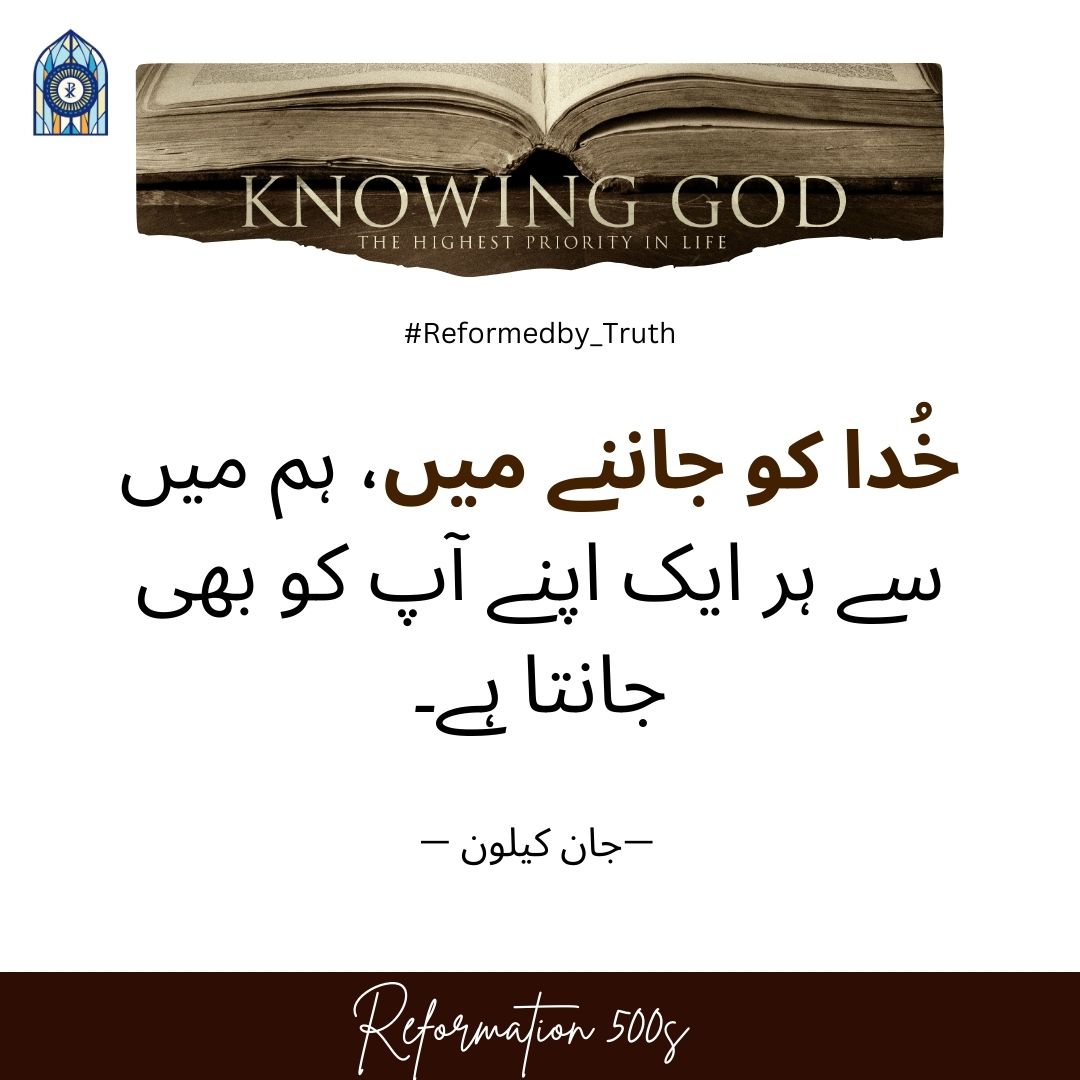 KNOWING GOD
THE HIGHEST PRIORITY IN LIFE
#Reformedby_Truth
خُدا کو جاننے میں، ہم میں
سے ہر ایک اپنے آپ کو بھی
جانتا ہے۔
—جان کیلون —
Reformation 500s